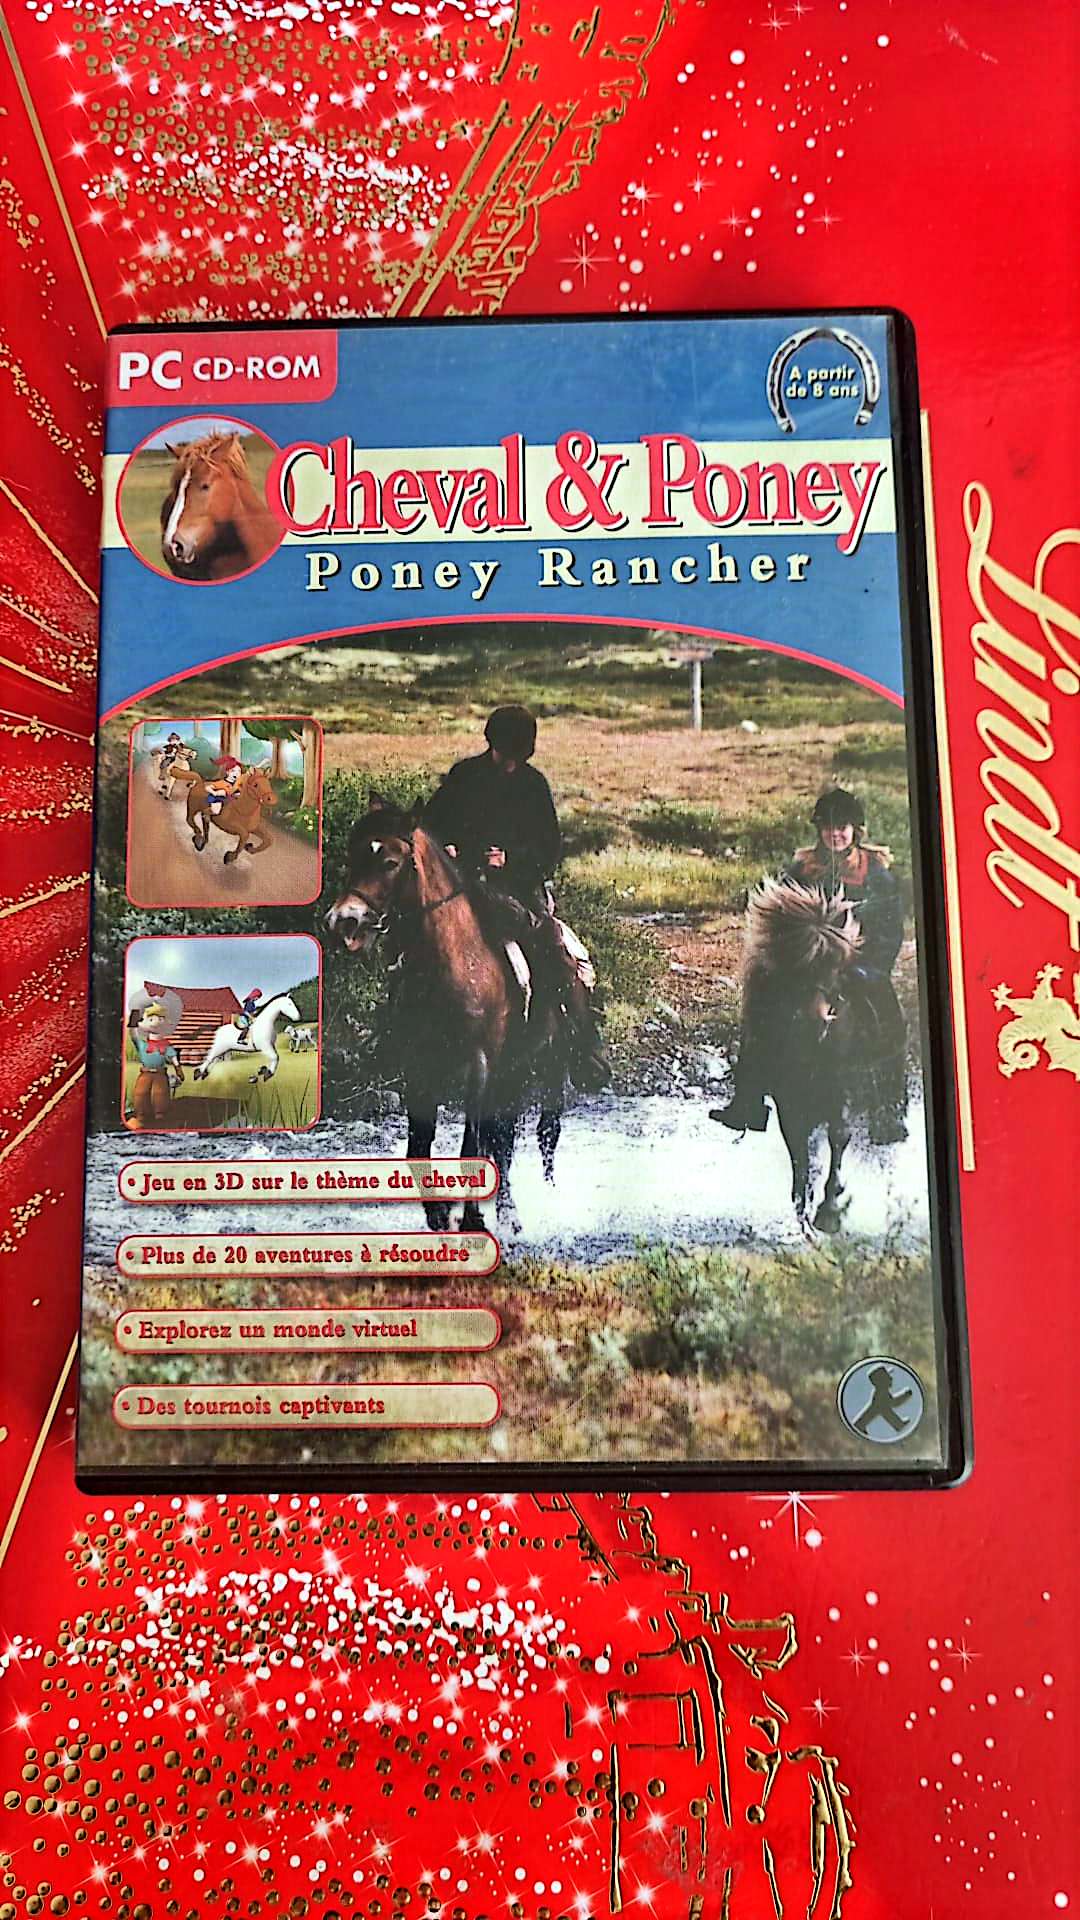 PC CD-ROM
A partir
de 8 ans
Cheval & Poney
Poney Rancher
• Jeu en 3D sur le thème du cheval
• Plus de 20 aventures à résoudre
• Explorez un monde virtuel
• Des tournois captivants
Lindt